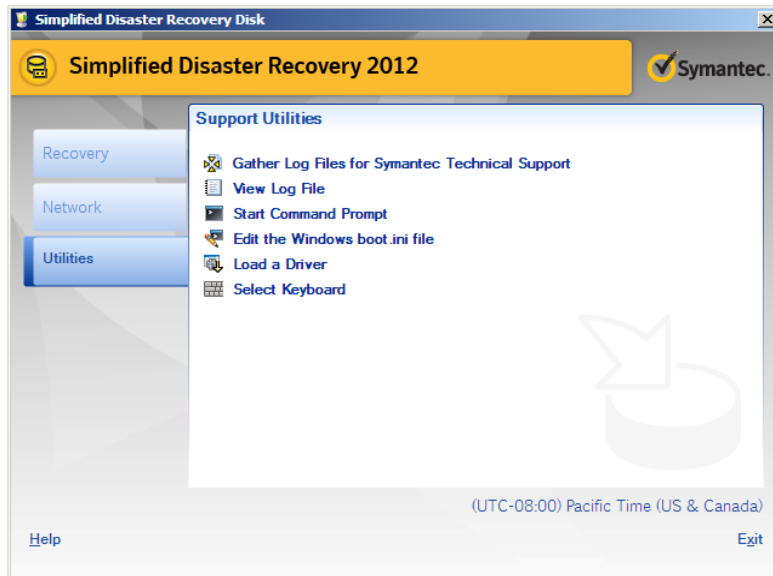 Simplified Disaster Recovery Disk
Simplified Disaster Recovery 2012
Symantec.
Recovery
Network
Utilities
Support Utilities
Gather Log Files for Symantec Technical Support
View Log File
Start Command Prompt
Edit the Windows boot.ini file
Load a Driver
Select Keyboard
(UTC-08:00) Pacific Time (US & Canada)
Help
Exit